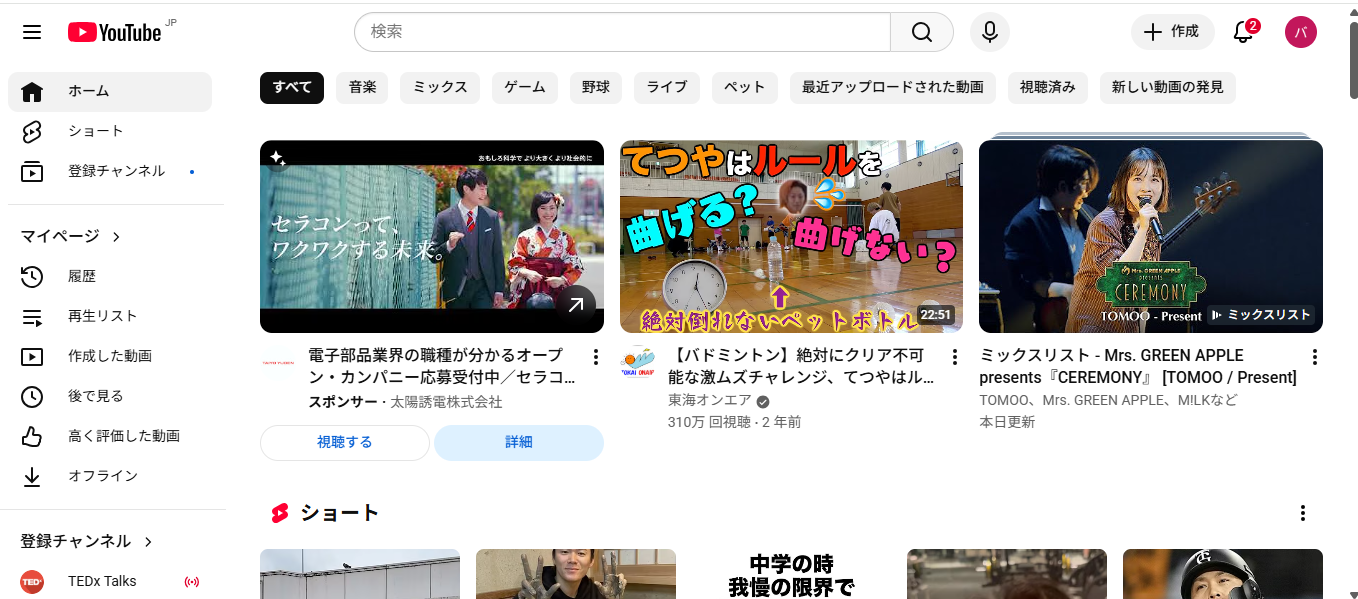 YouTube JP
検索
作成
2
バ
ホーム
ショート
登録チャンネル
マイページ
履歴
再生リスト
作成した動画
後で見る
高く評価した動画
オフライン
登録チャンネル
TEDx Talks
すべて
音楽
ミックス
ゲーム
野球
ライブ
ペット
最近アップロードされた動画
視聴済み
新しい動画の発見
おもしろ科学で より大きく より社会的に
セラコンって、
ワクワクする未来。
電子部品業界の職種が分かるオープ
ン・カンパニー応募受付中／セラコ...
スポンサー・太陽誘電株式会社
視聴する
詳細
てつやはルールを
曲げる?
曲げない?
絶対倒れないペットボトル
22:51
【バドミントン】絶対にクリア不可
能な激ムズチャレンジ、てつやはル...
東海オンエア
310万 回視聴・2 年前
Mrs. GREEN APPLE
presents
CEREMONY
TOMOO - Present
ミックスリスト
ミックスリスト - Mrs. GREEN APPLE
presents『CEREMONY』 [TOMOO / Present]
TOMOO、Mrs. GREEN APPLE、M!LKなど
本日更新
ショート
中学の時
我慢の限界で